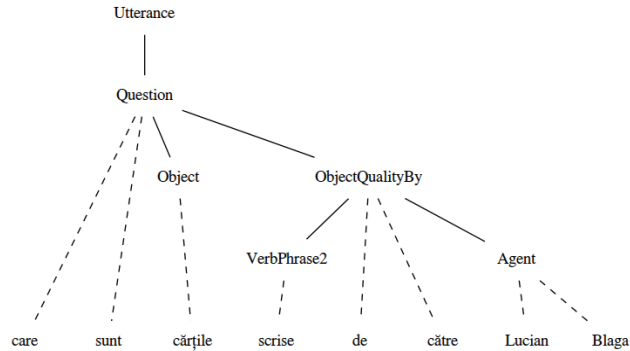 Utterance
Question
Object ObjectQualityBy
VerbPhrase2 Agent
care sunt cărțile scrise de către Lucian Blaga